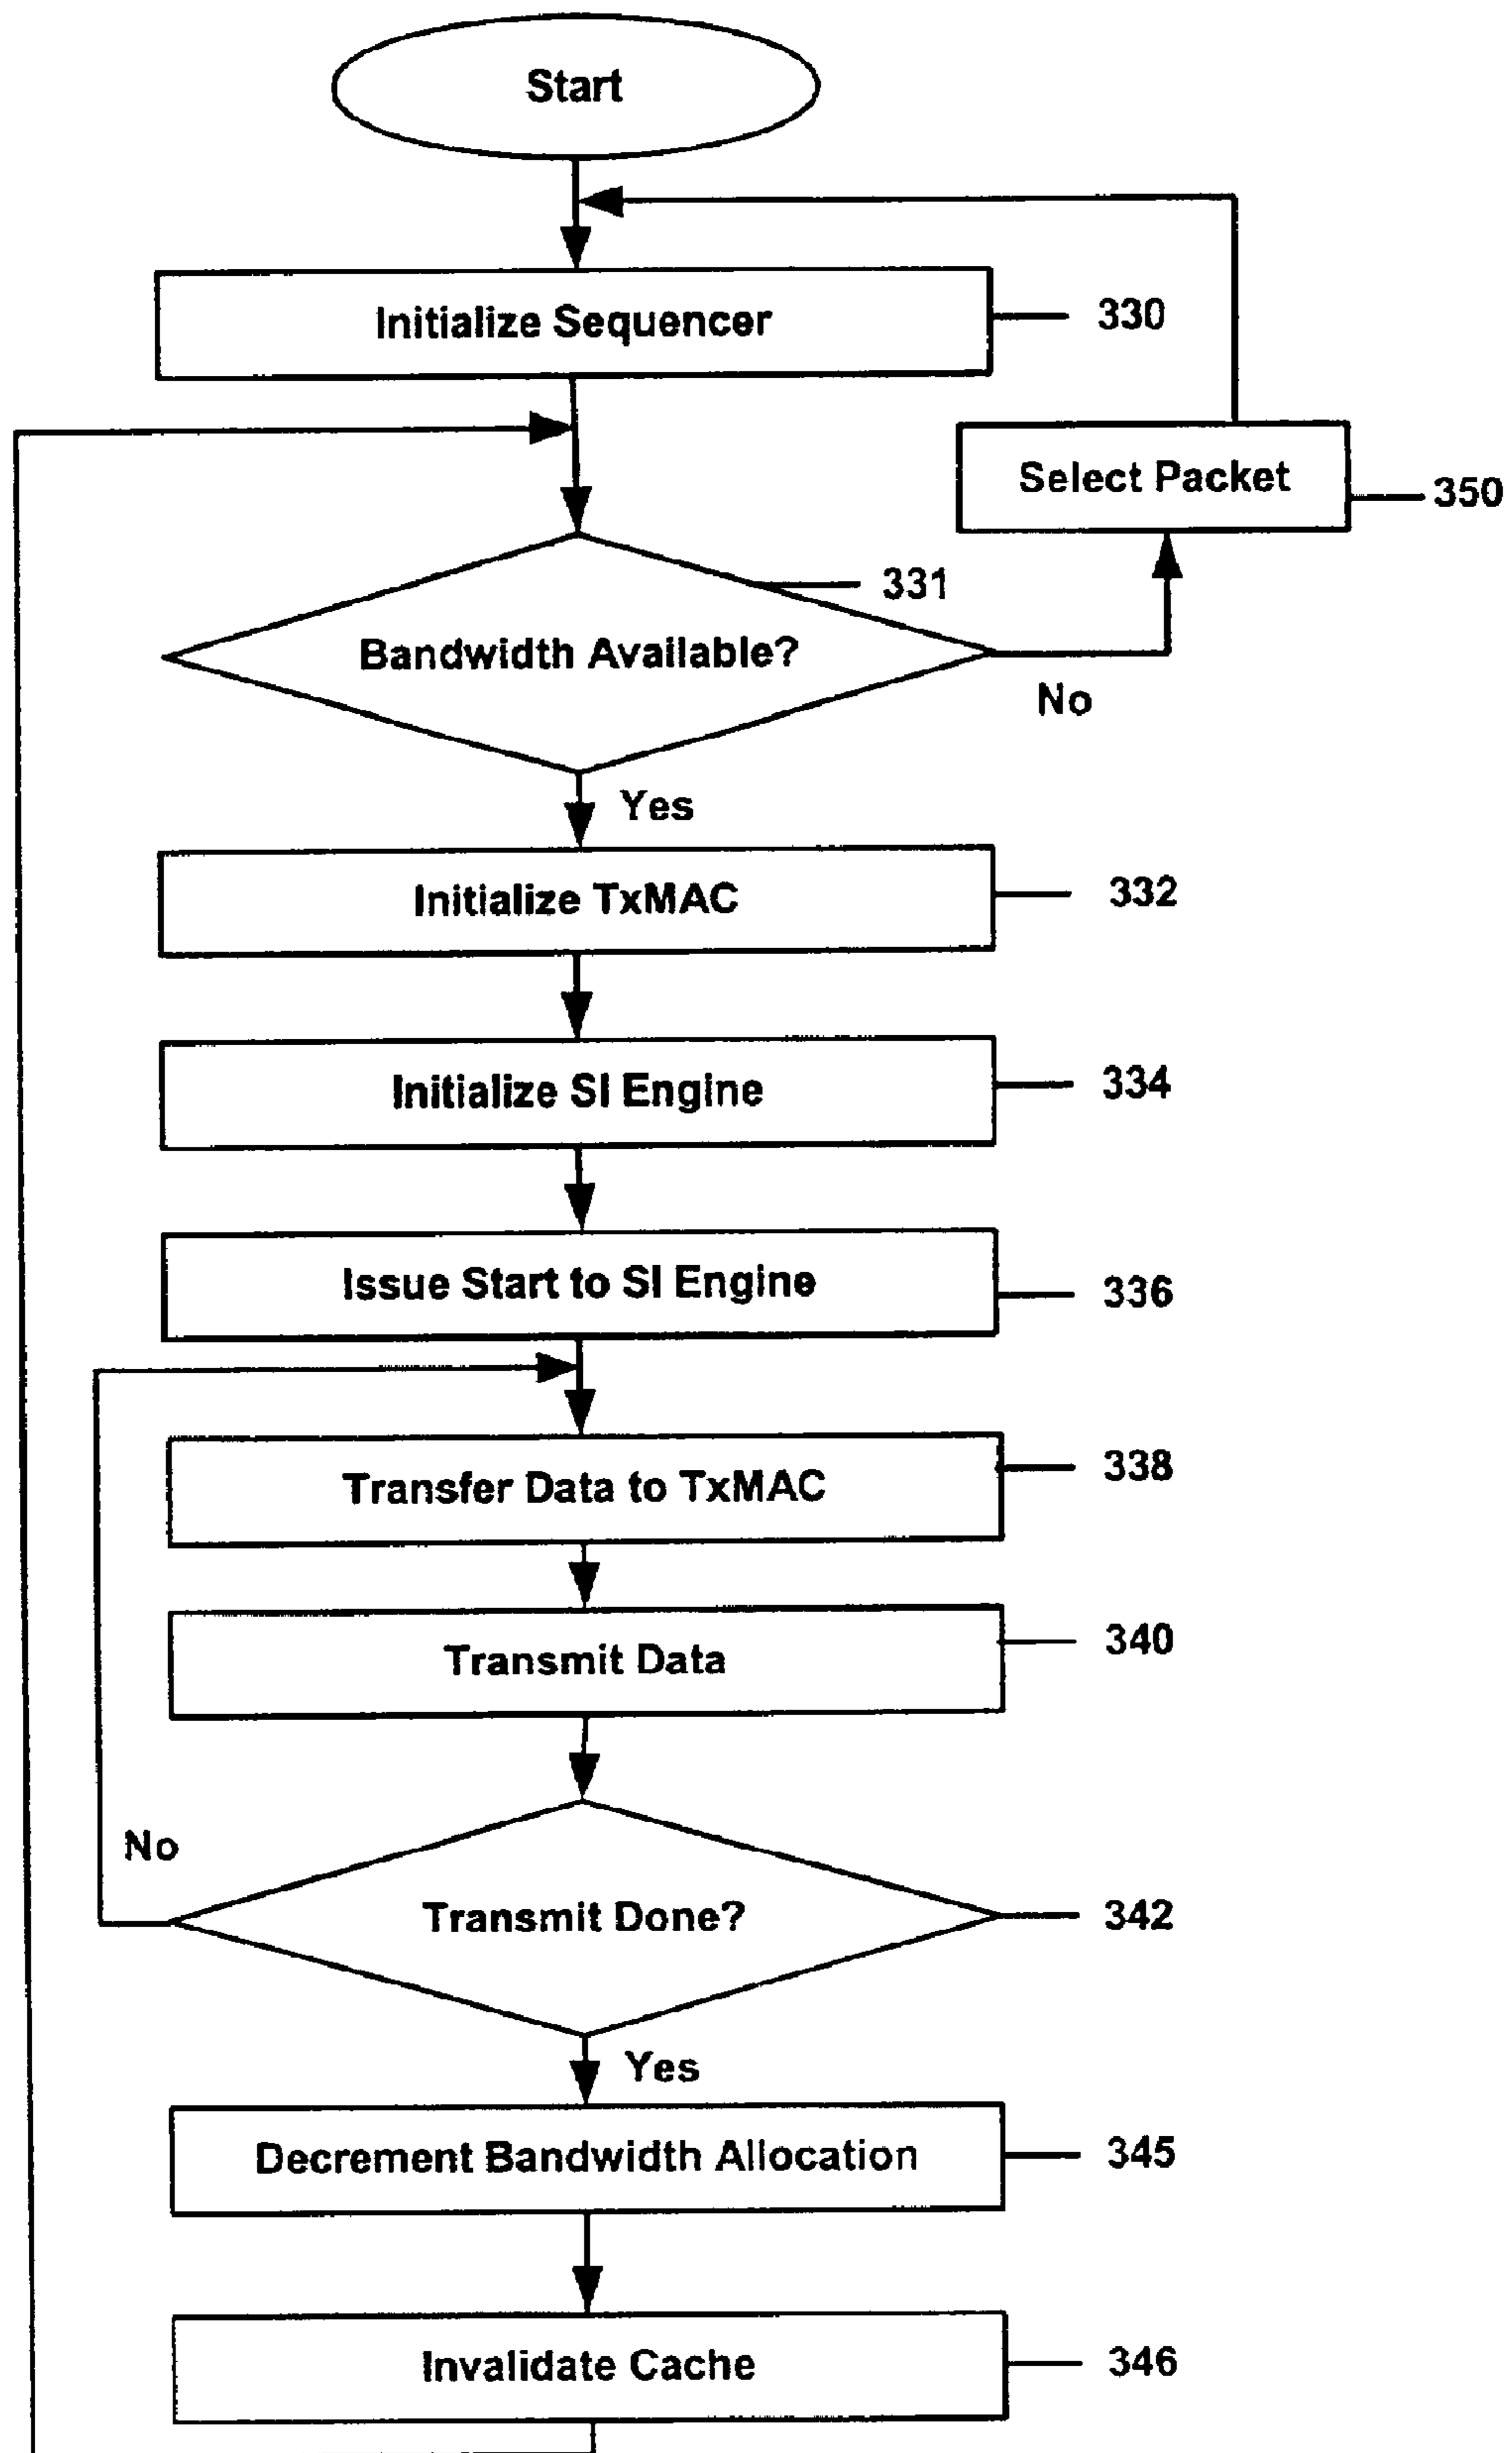 Start
Initialize Sequencer
330
Select Packet
350
331
Bandwidth Available?
No
Yes
Initialize TxMAC
332
Initialize SI Engine
334
Issue Start to SI Engine
336
Transfer Data to TxMAC
338
Transmit Data
340
No
Transmit Done?
342
Yes
Decrement Bandwidth Allocation
345
Invalidate Cache
346